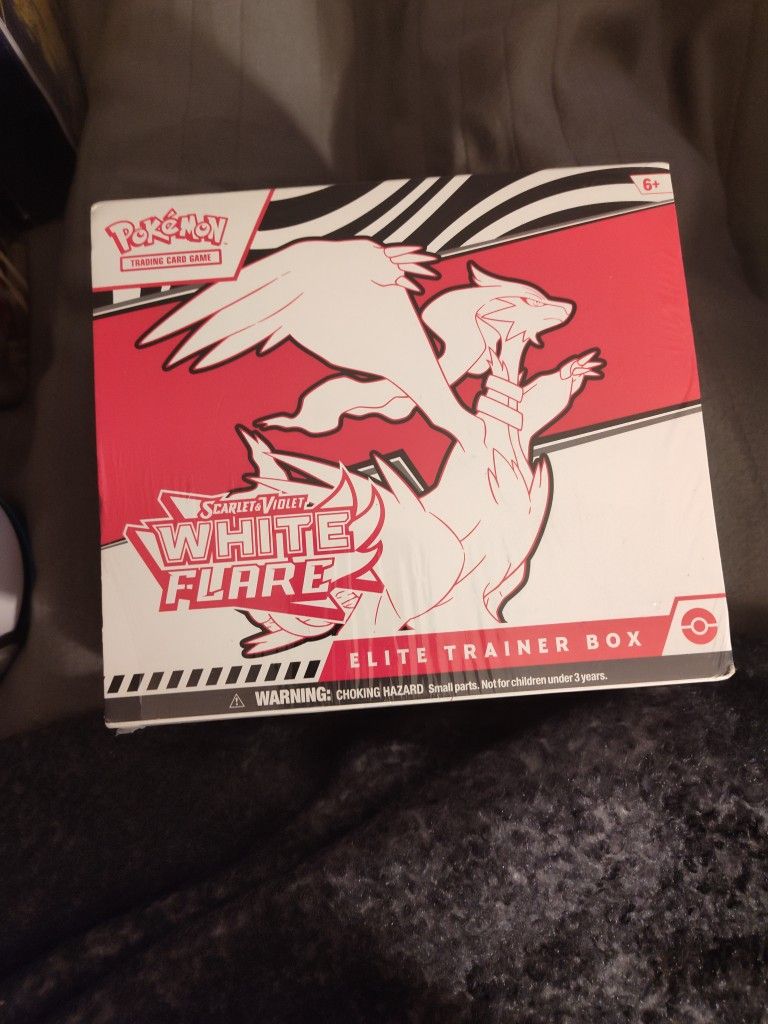 6+
POKéMON
TRADING CARD GAME
SCARLET & VIOLET
WHITE
FLARE
ELITE TRAINER BOX
WARNING: CHOKING HAZARD Small parts. Not for children under 3 years.